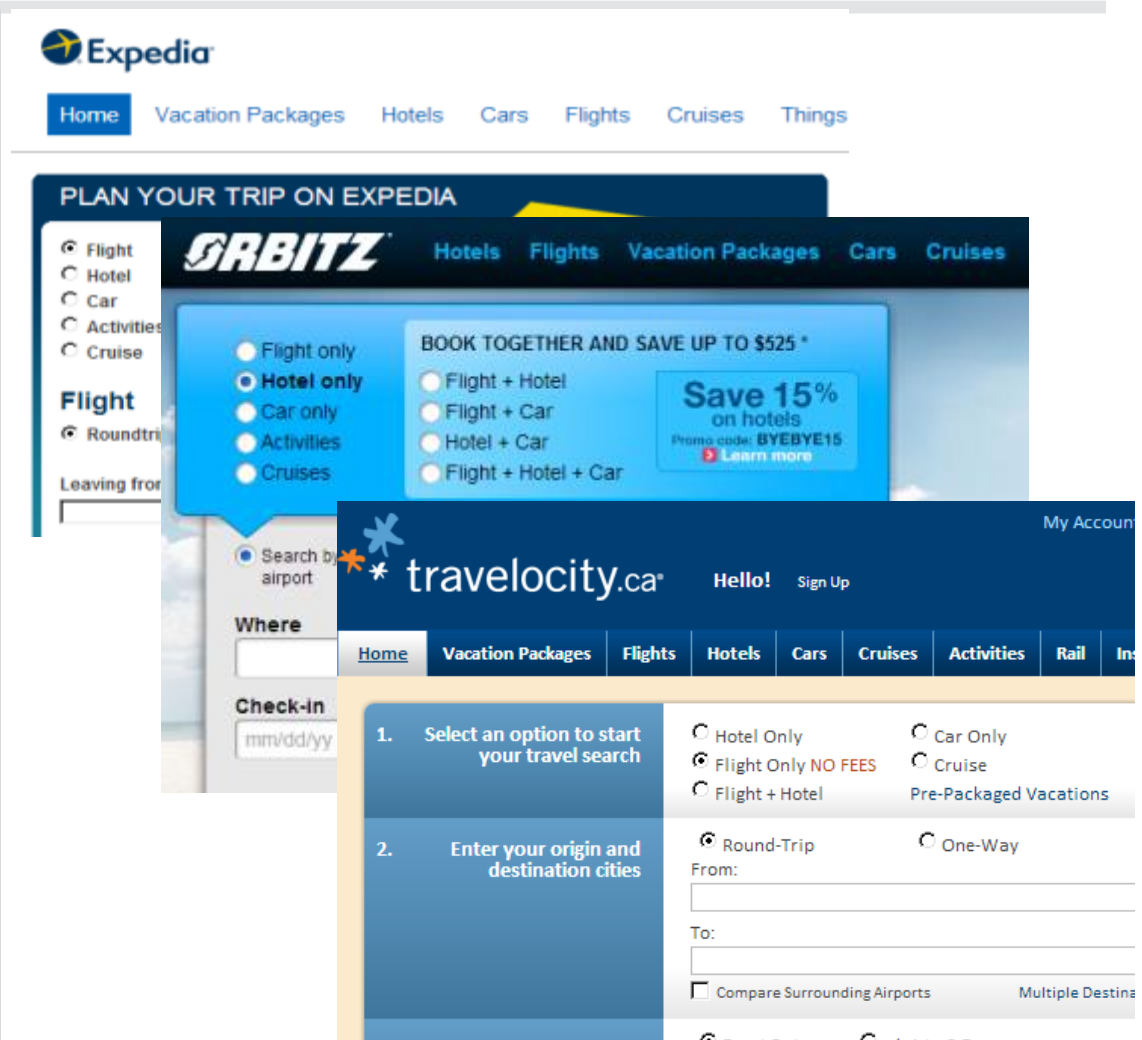 Expedia
Home Vacation Packages Hotels Cars Flights Cruises Things
PLAN YOUR TRIP ON EXPEDIA
Flight
Hotel
Car
Activities
Cruise
Flight
Roundtri
Leaving fror
ORBITZ Hotels Flights Vacation Packages Cars Cruises
Flight only
Hotel only
Car only
Activities
Cruises
BOOK TOGETHER AND SAVE UP TO $525 *
Flight + Hotel
Flight + Car
Hotel + Car
Flight + Hotel + Car
Save 15%
on hotels
Promo code: BYEBYE15
Learn more
Search by
airport
Where
Check-in
mm/dd/yy
My Account
travelocity.ca Hello! Sign Up
Home Vacation Packages Flights Hotels Cars Cruises Activities Rail Ins
1. Select an option to start
your travel search
Hotel Only Car Only
Flight Only NO FEES Cruise
Flight + Hotel Pre-Packaged Vacations
2. Enter your origin and
destination cities
Round-Trip One-Way
From:
To:
Compare Surrounding Airports Multiple Destina